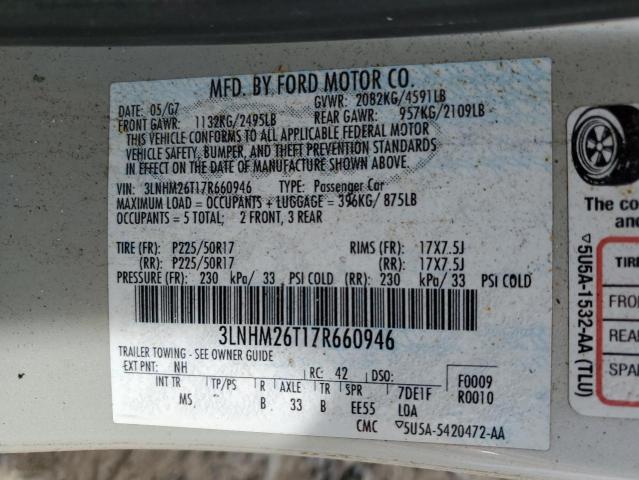 MFD. BY FORD MOTOR CO.
DATE: 05/07 GVWR: 2082KG/4591LB
FRONT GAWR: 1132KG/2495LB REAR GAWR: 957KG/2109LB
THIS VEHICLE CONFORMS TO ALL APPLICABLE FEDERAL MOTOR
VEHICLE SAFETY, BUMPER, AND THEFT PREVENTION STANDARDS
IN EFFECT ON THE DATE OF MANUFACTURE SHOWN ABOVE.
VIN: 3LNHM26T17R660946 TYPE: Passenger Car
MAXIMUM LOAD = OCCUPANTS + LUGGAGE = 396KG/ 875LB
OCCUPANTS = 5 TOTAL; 2 FRONT, 3 REAR
TIRE (FR): P225/50R17 RIMS (FR): 17X7.5J
(RR): P225/50R17 (RR): 17X7.5J
PRESSURE (FR): 230 kPa/ 33 PSI COLD (RR): 230 kPa/ 33 PSI COLD
3LNHM26T17R660946
TRAILER TOWING - SEE OWNER GUIDE
EXT PNT: NH RC: 42 DSO: F0009
INT TR TP/PS R AXLE TR SPR 7DE1F R0010
MS B 33 B EE55 LOA
CMC ▽5U5A-5420472-AA
The co
TIRE
FRO
REA
SPA
▽5U5A-1532-AA (TLU)